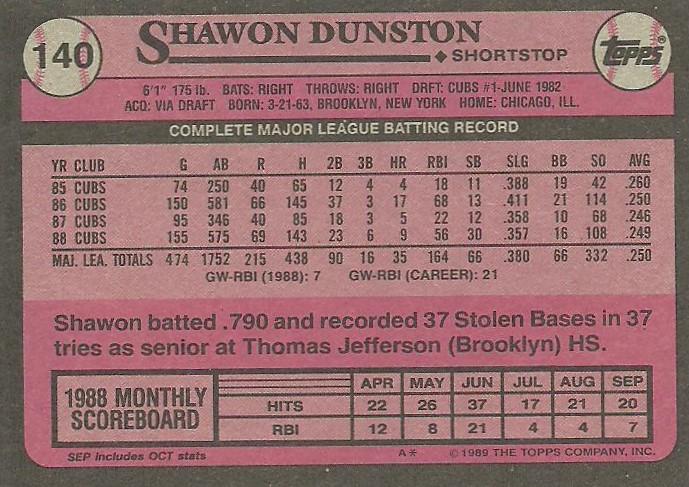 140
SHAWON DUNSTON
◆ SHORTSTOP
TOPPS®
6'1" 175 lb. BATS: RIGHT THROWS: RIGHT DRFT: CUBS #1-JUNE 1982
ACQ: VIA DRAFT BORN: 3-21-63, BROOKLYN, NEW YORK HOME: CHICAGO, ILL.
COMPLETE MAJOR LEAGUE BATTING RECORD
YR CLUB G AB R H 2B 3B HR RBI SB SLG BB SO AVG
85 CUBS 74 250 40 65 12 4 4 18 11 .388 19 42 .260
86 CUBS 150 581 66 145 37 3 17 68 13 .411 21 114 .250
87 CUBS 95 346 40 85 18 3 5 22 12 .358 10 68 .246
88 CUBS 155 575 69 143 23 6 9 56 30 .357 16 108 .249
MAJ. LEA. TOTALS 474 1752 215 438 90 16 35 164 66 .380 66 332 .250
GW-RBI (1988): 7 GW-RBI (CAREER): 21
Shawon batted .790 and recorded 37 Stolen Bases in 37
tries as senior at Thomas Jefferson (Brooklyn) HS.
1988 MONTHLY
SCOREBOARD
APR MAY JUN JUL AUG SEP
HITS 22 26 37 17 21 20
RBI 12 8 21 4 4 7
SEP includes OCT stats
A* © 1989 THE TOPPS COMPANY, INC.